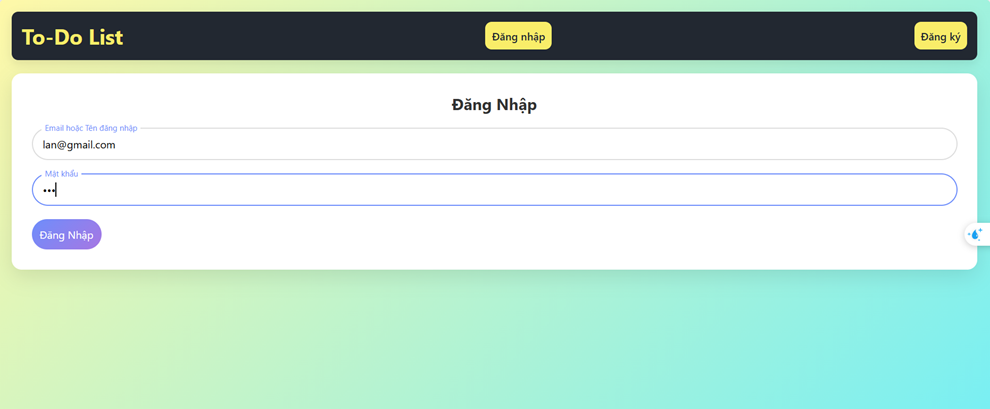 To-Do List
Đăng nhập
Đăng ký
Đăng Nhập
Email hoặc Tên đăng nhập
lan@gmail.com
Mật khẩu
•••
Đăng Nhập